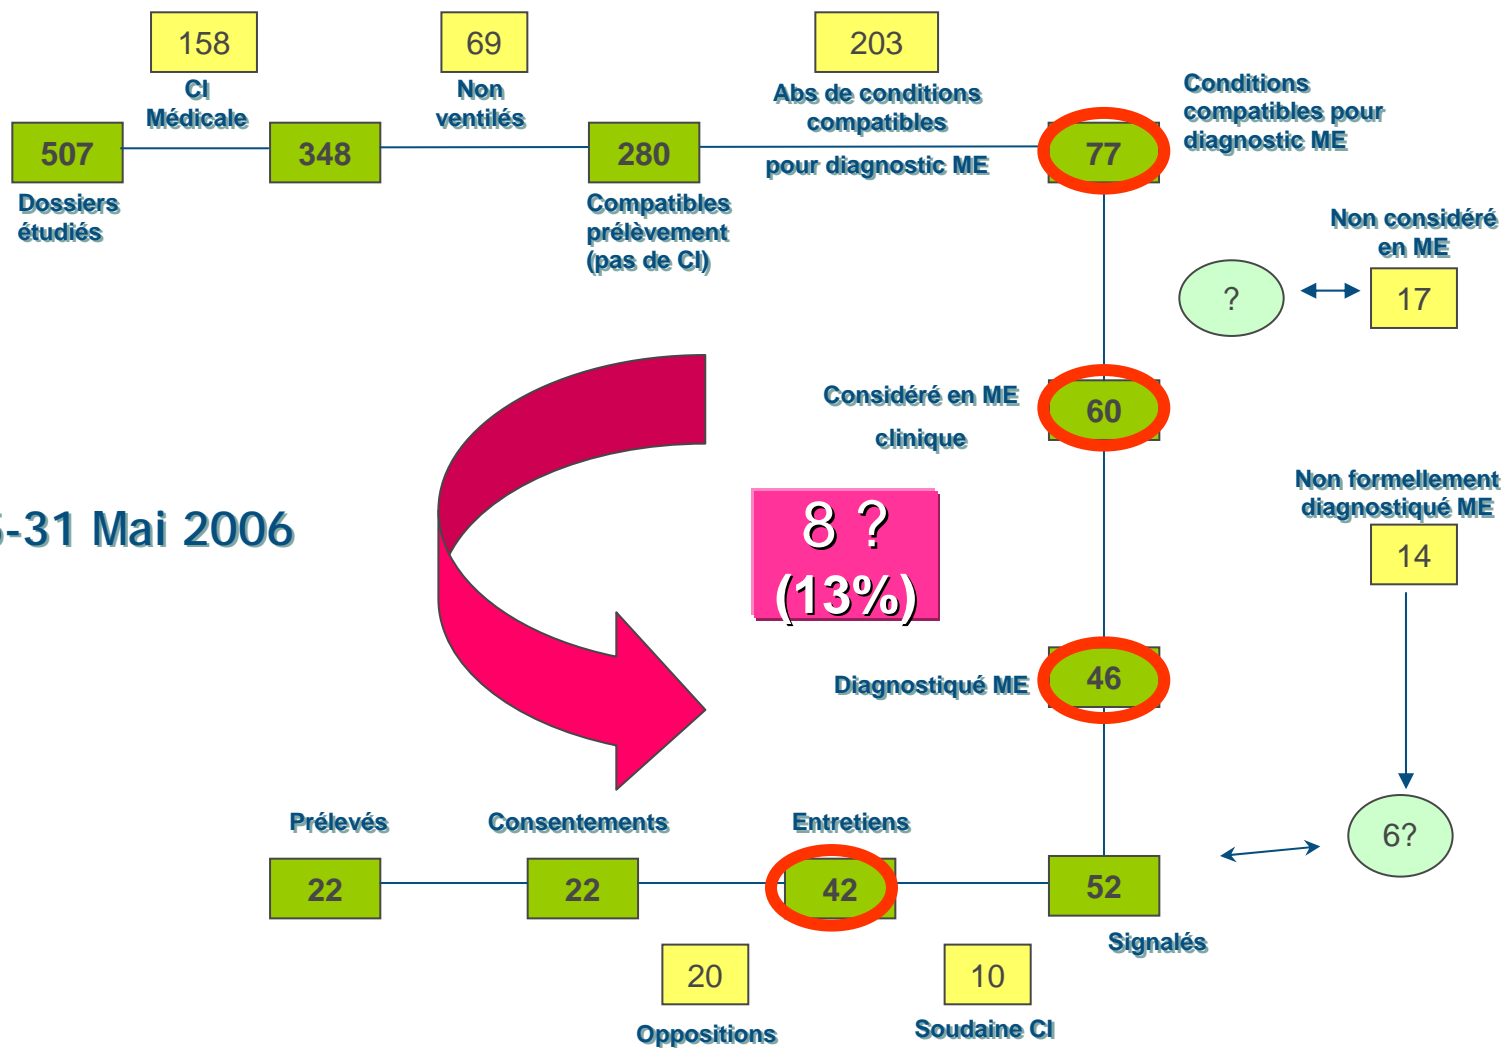 158
69
203
CI
Médicale
Non
ventilés
Abs de conditions
compatibles
pour diagnostic ME
Conditions
compatibles pour
diagnostic ME
507
348
280
77
Dossiers
étudiés
Compatibles
prélèvement
(pas de CI)
Non considéré
en ME
?
17
Considéré en ME
clinique
60
Non formellement
diagnostiqué ME
14
-31 Mai 2006
8 ?
(13%)
Diagnostiqué ME
46
6?
Prélevés
Consentements
Entretiens
22
22
42
52
Signalés
20
10
Oppositions
Soudaine CI